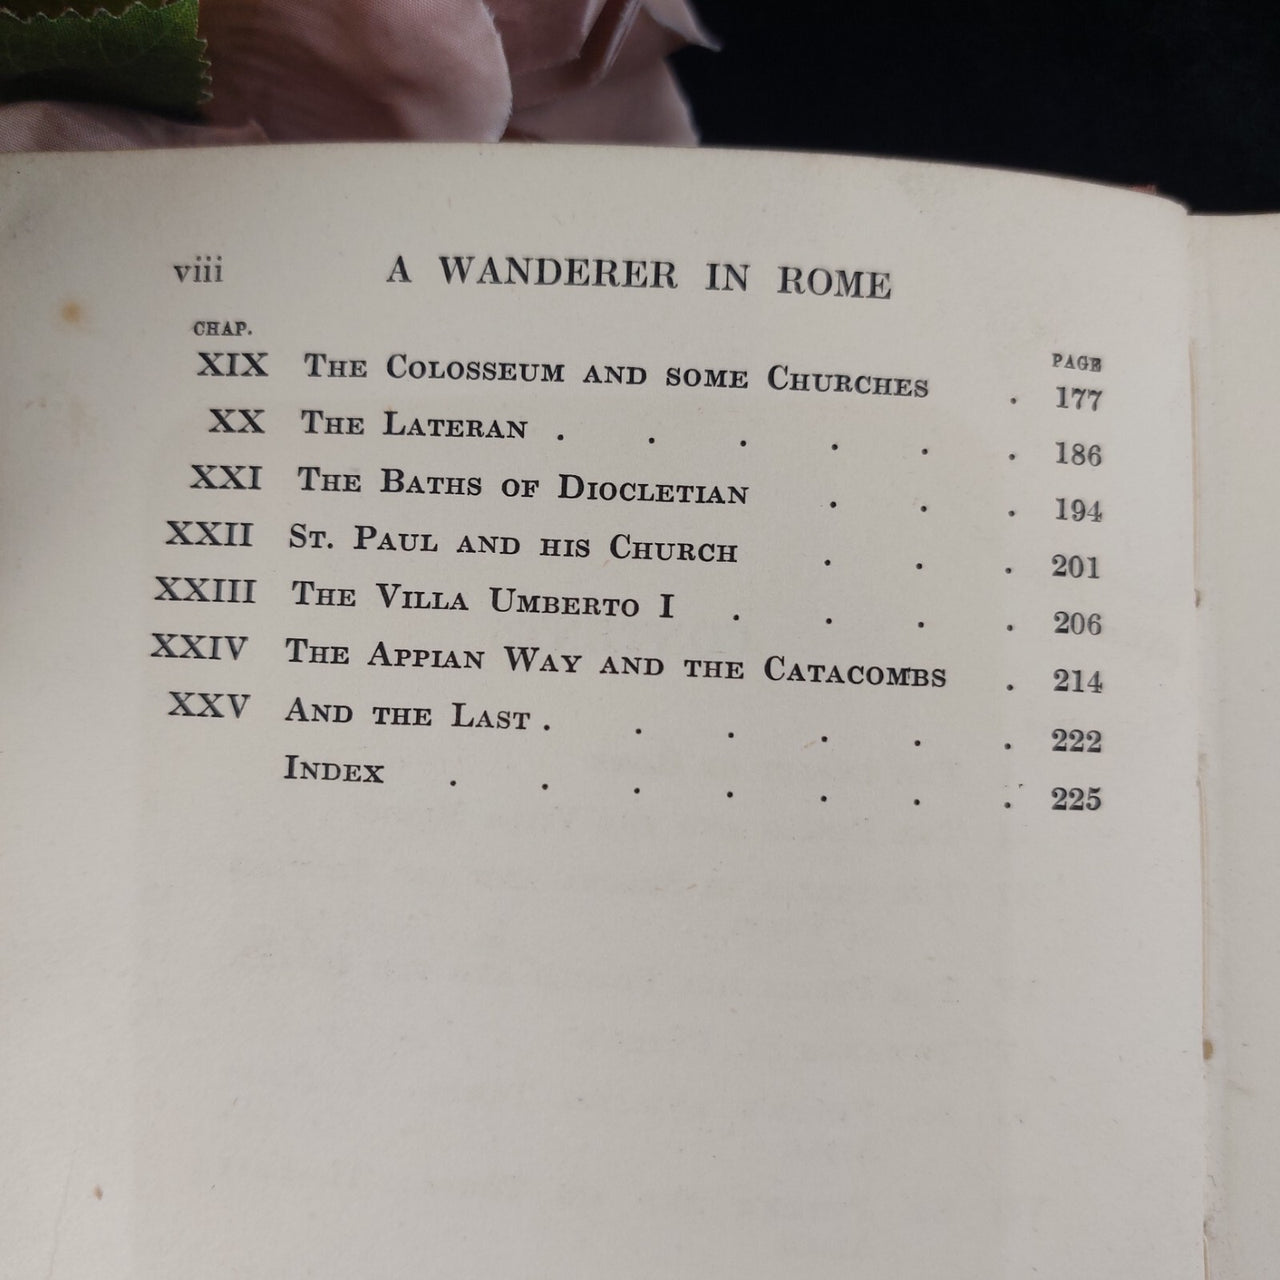 viii A WANDERER IN ROME
CHAP. PAGE
XIX The Colosseum and some Churches . 177
XX The Lateran . . . . . . 186
XXI The Baths of Diocletian . . . 194
XXII St. Paul and his Church . . . 201
XXIII The Villa Umberto I . . . . 206
XXIV The Appian Way and the Catacombs . 214
XXV And the Last . . . . . . 222
Index . . . . . . . 225